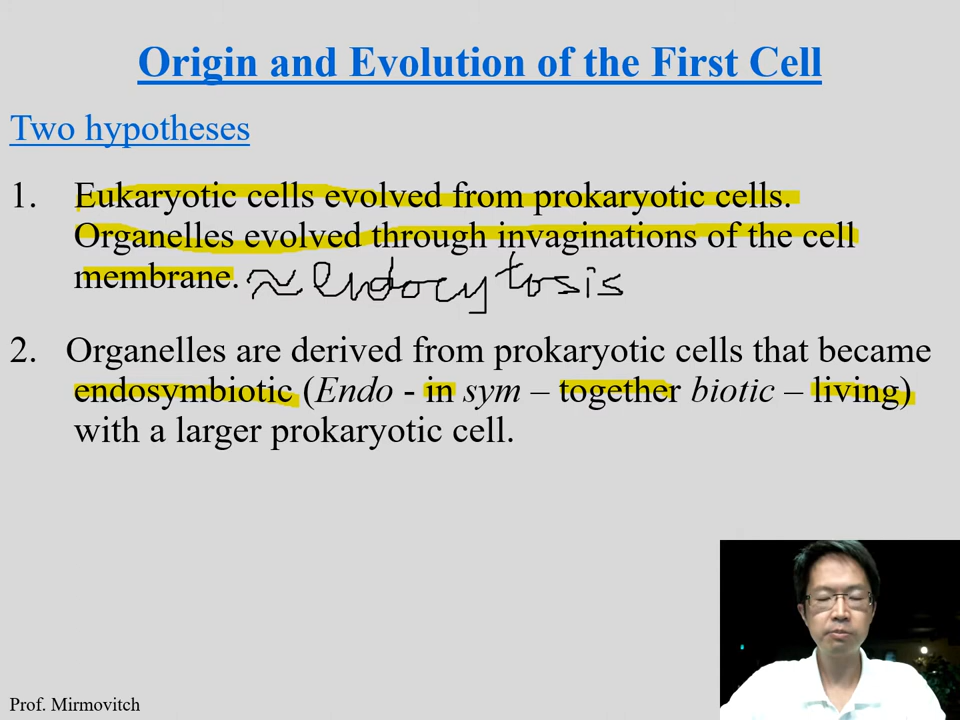 Origin and Evolution of the First Cell
Two hypotheses
1. Eukaryotic cells evolved from prokaryotic cells.
Organelles evolved through invaginations of the cell
membrane. ≈ endocytosis
2. Organelles are derived from prokaryotic cells that became
endosymbiotic (Endo - in sym – together biotic – living)
with a larger prokaryotic cell.
Prof. Mirmovitch